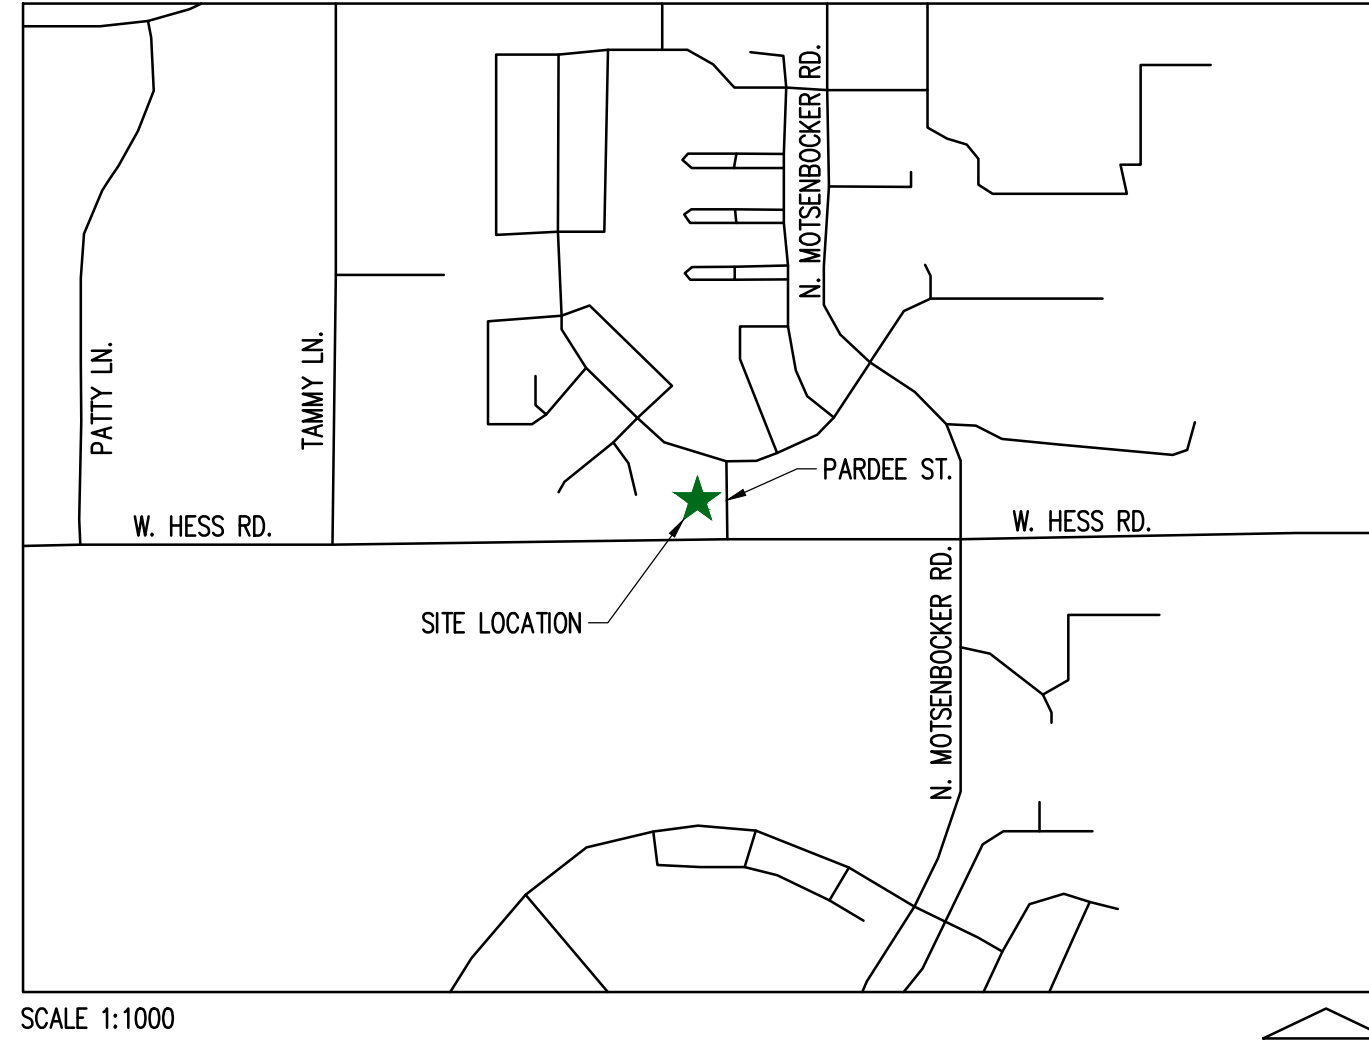 N. MOTSENBOCKER RD.
PATTY LN.
TAMMY LN.
PARDEE ST.
W. HESS RD.
W. HESS RD.
SITE LOCATION
N. MOTSENBOCKER RD.
SCALE 1:1000